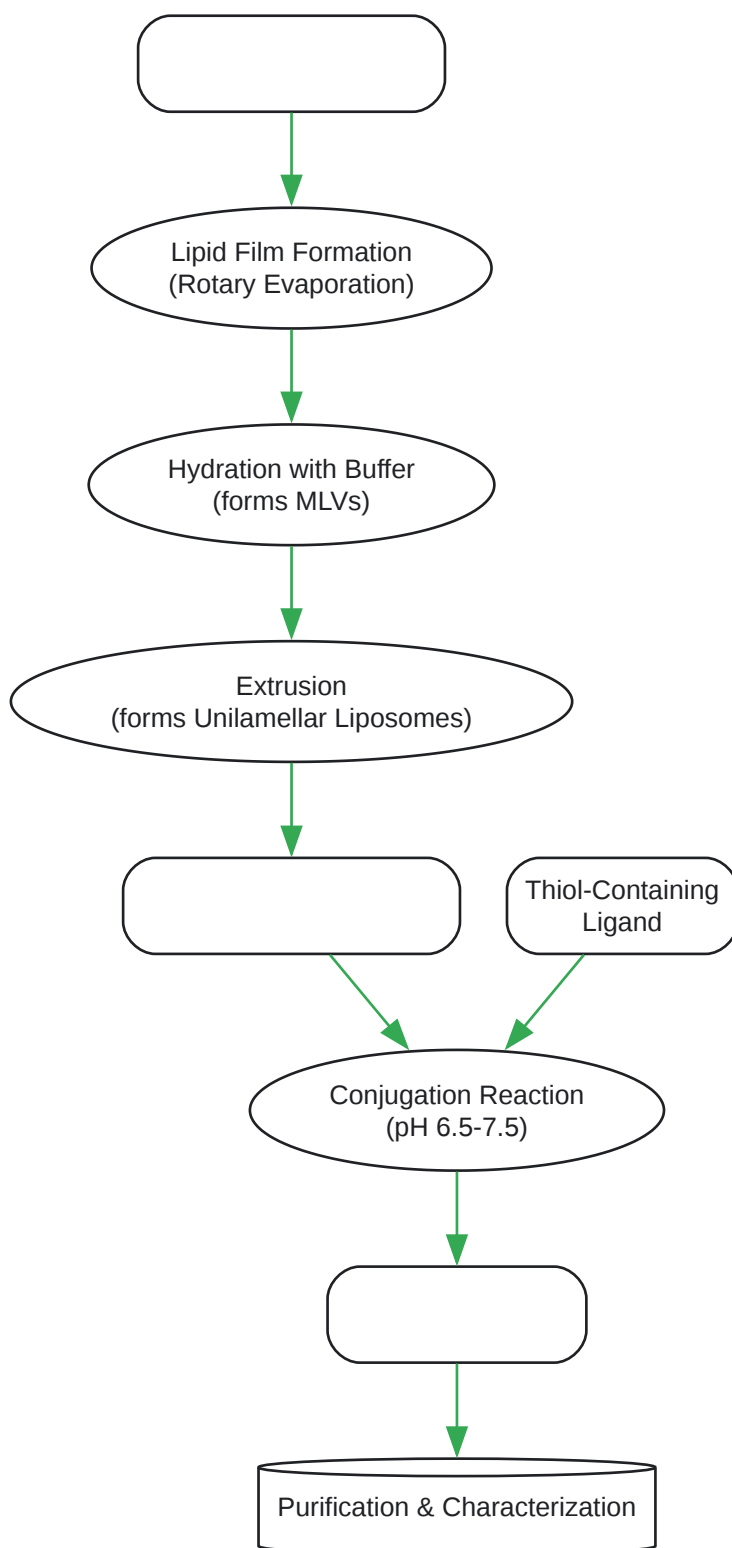 Lipid Film Formation
(Rotary Evaporation)
Hydration with Buffer
(forms MLVs)
Extrusion
(forms Unilamellar Liposomes)
Thiol-Containing
Ligand
Conjugation Reaction
(pH 6.5-7.5)
Purification & Characterization